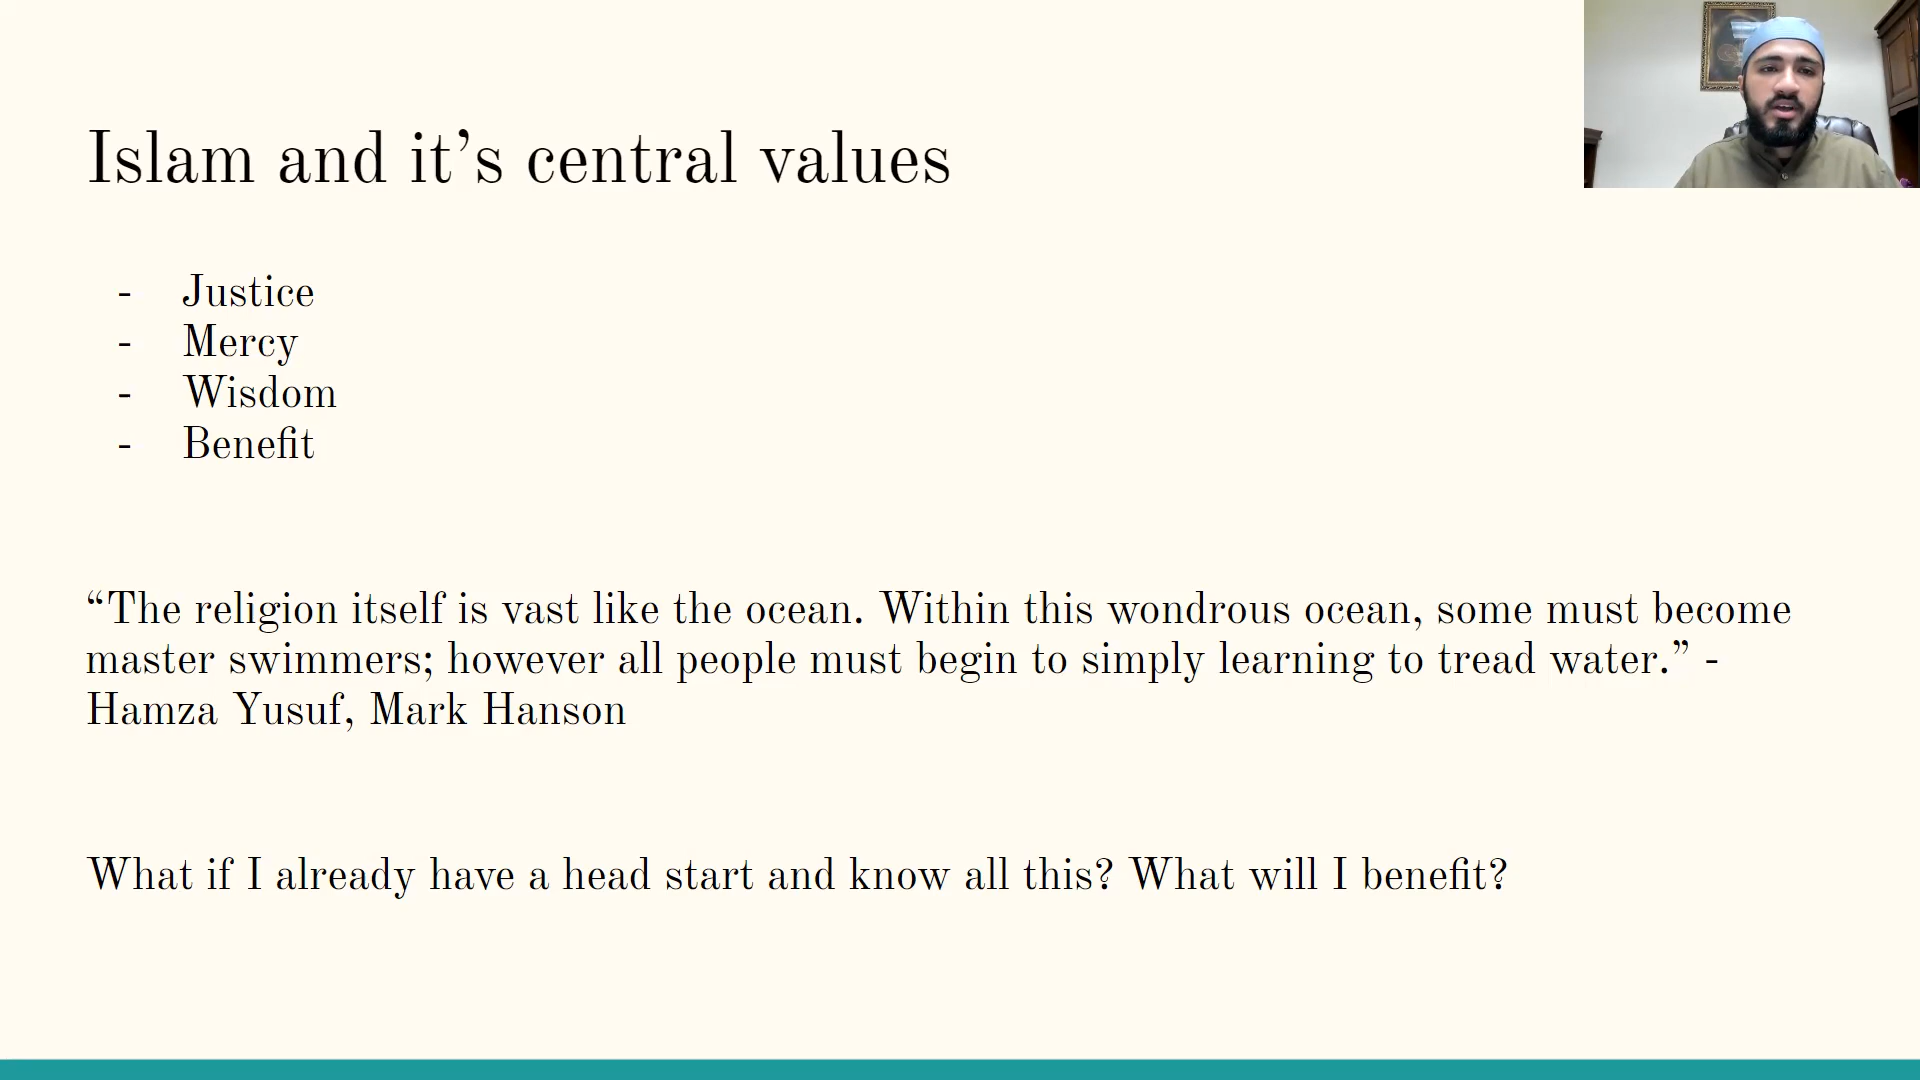 Islam and it’s central values
- Justice
- Mercy
- Wisdom
- Benefit
“The religion itself is vast like the ocean. Within this wondrous ocean, some must become
master swimmers; however all people must begin to simply learning to tread water.” -
Hamza Yusuf, Mark Hanson
What if I already have a head start and know all this? What will I benefit?